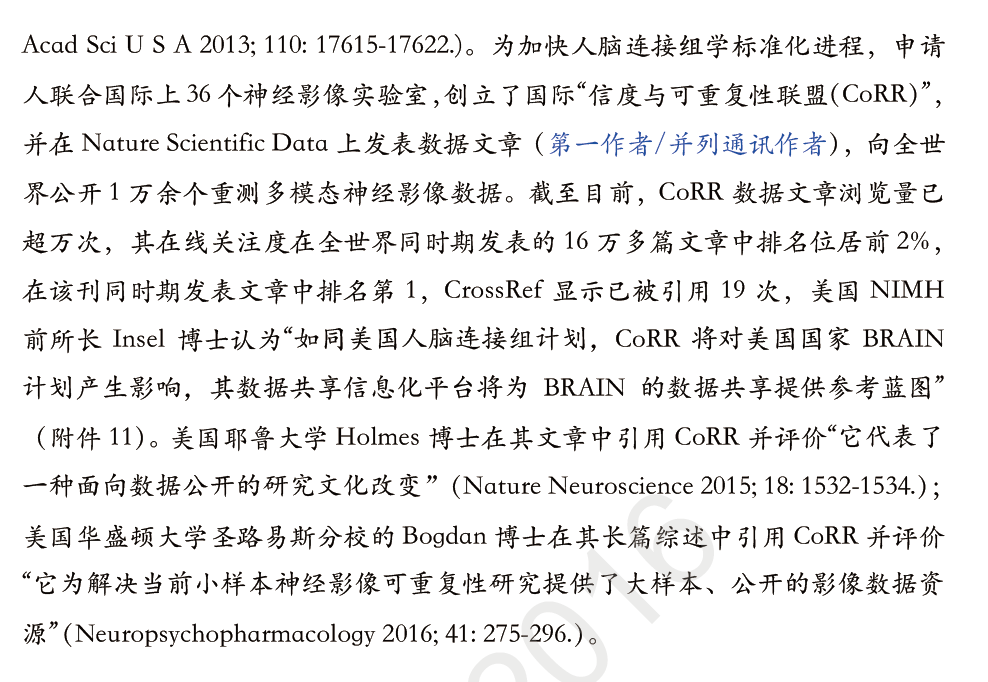 Acad Sci U S A 2013; 110: 17615-17622.)。为加快人脑连接组学标准化进程，申请
人联合国际上 36 个神经影像实验室,创立了国际“信度与可重复性联盟(CoRR)”，
并在 Nature Scientific Data 上发表数据文章（第一作者/并列通讯作者），向全世
界公开 1 万余个重测多模态神经影像数据。截至目前，CoRR 数据文章浏览量已
超万次，其在线关注度在全世界同时期发表的 16 万多篇文章中排名位居前 2%，
在该刊同时期发表文章中排名第 1，CrossRef 显示已被引用 19 次，美国 NIMH
前所长 Insel 博士认为“如同美国人脑连接组计划，CoRR 将对美国国家 BRAIN
计划产生影响，其数据共享信息化平台将为 BRAIN 的数据共享提供参考蓝图”
（附件 11）。美国耶鲁大学 Holmes 博士在其文章中引用 CoRR 并评价“它代表了
一种面向数据公开的研究文化改变”（Nature Neuroscience 2015; 18: 1532-1534.）；
美国华盛顿大学圣路易斯分校的 Bogdan 博士在其长篇综述中引用 CoRR 并评价
“它为解决当前小样本神经影像可重复性研究提供了大样本、公开的影像数据资
源”（Neuropsychopharmacology 2016; 41: 275-296.）。
2016